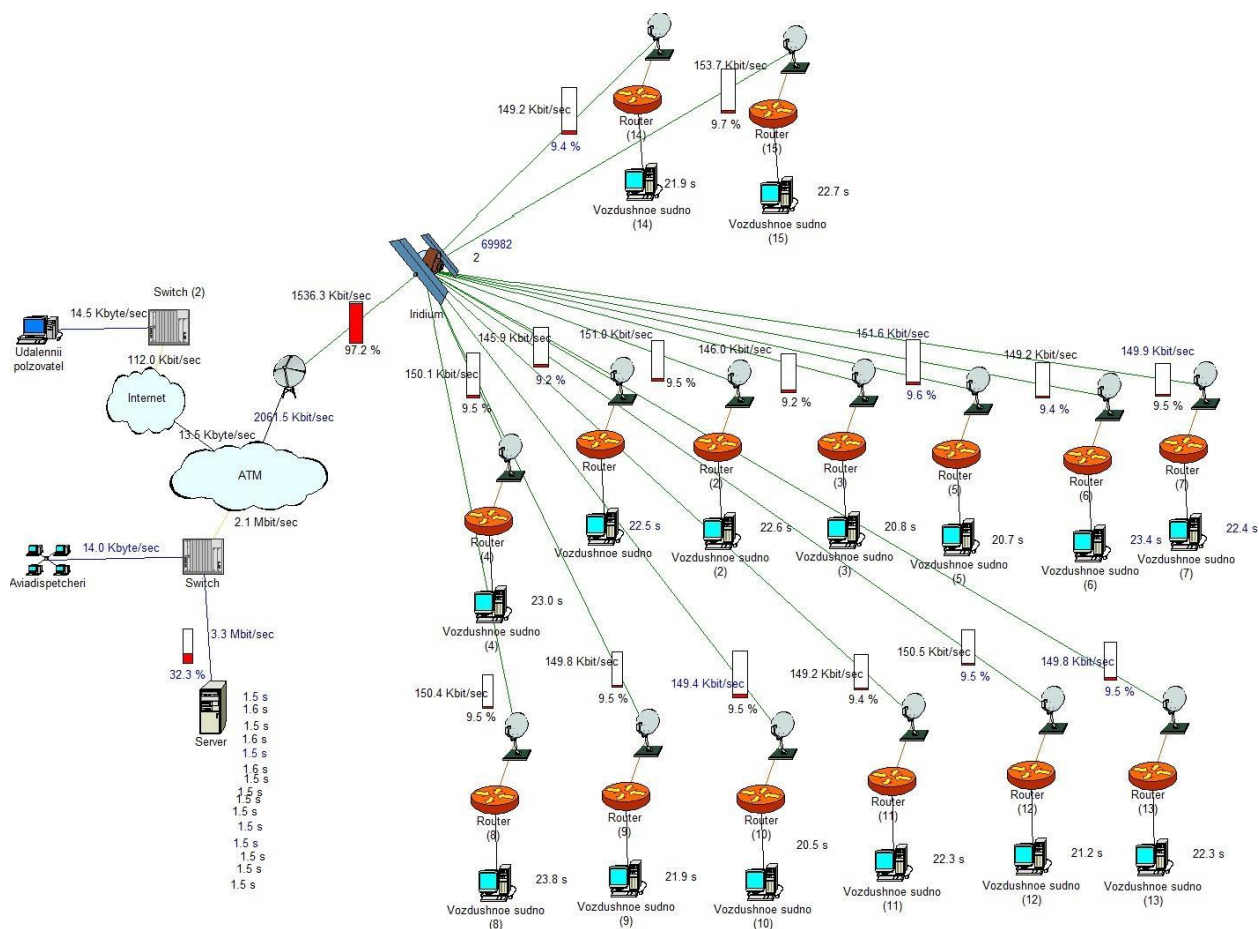 153.7 Kbit/sec
149.2 Kbit/sec
9.4 %
9.7 %
Router
(14)
Router
(15)
21.9 s
22.7 s
Vozdushnoe sudno
(14)
Vozdushnoe sudno
(15)
69982
2
Iridium
1536.3 Kbit/sec
97.2 %
Switch (2)
14.5 Kbyte/sec
Udalennii
polzovatel
112.0 Kbit/sec
Internet
13.5 Kbyte/sec
2061.5 Kbit/sec
ATM
2.1 Mbit/sec
14.0 Kbyte/sec
Aviadispetcheri
Switch
3.3 Mbit/sec
32.3 %
Server
1.5 s
1.6 s
1.5 s
1.6 s
1.5 s
1.6 s
1.5 s
1.5 s
1.5 s
1.5 s
1.5 s
1.5 s
1.5 s
1.5 s
1.5 s
150.1 Kbit/sec
9.5 %
145.9 Kbit/sec
9.2 %
151.0 Kbit/sec
9.5 %
146.0 Kbit/sec
9.2 %
151.6 Kbit/sec
9.6 %
149.2 Kbit/sec
9.4 %
149.9 Kbit/sec
9.5 %
Router
Router
(2)
Router
(3)
Router
(5)
Router
(6)
Router
(7)
Router
(4)
22.5 s
Vozdushnoe sudno
22.6 s
Vozdushnoe sudno
(2)
20.8 s
Vozdushnoe sudno
(3)
20.7 s
Vozdushnoe sudno
(5)
23.4 s
Vozdushnoe sudno
(6)
22.4 s
Vozdushnoe sudno
(7)
23.0 s
Vozdushnoe sudno
(4)
150.4 Kbit/sec
9.5 %
149.8 Kbit/sec
9.5 %
149.4 Kbit/sec
9.5 %
149.2 Kbit/sec
9.4 %
150.5 Kbit/sec
9.5 %
149.8 Kbit/sec
9.5 %
Router
(8)
Router
(9)
Router
(10)
Router
(11)
Router
(12)
Router
(13)
23.8 s
Vozdushnoe sudno
(8)
21.9 s
Vozdushnoe sudno
(9)
20.5 s
Vozdushnoe sudno
(10)
22.3 s
Vozdushnoe sudno
(11)
21.2 s
Vozdushnoe sudno
(12)
22.3 s
Vozdushnoe sudno
(13)